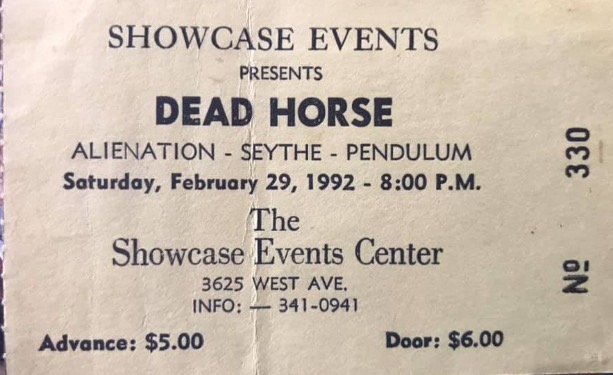 SHOWCASE EVENTS
PRESENTS
DEAD HORSE
ALIENATION - SEYTHE - PENDULUM
Saturday, February 29, 1992 - 8:00 P.M.
The
Showcase Events Center
3625 WEST AVE.
INFO: — 341-0941
Advance: $5.00 Door: $6.00
Nº 330